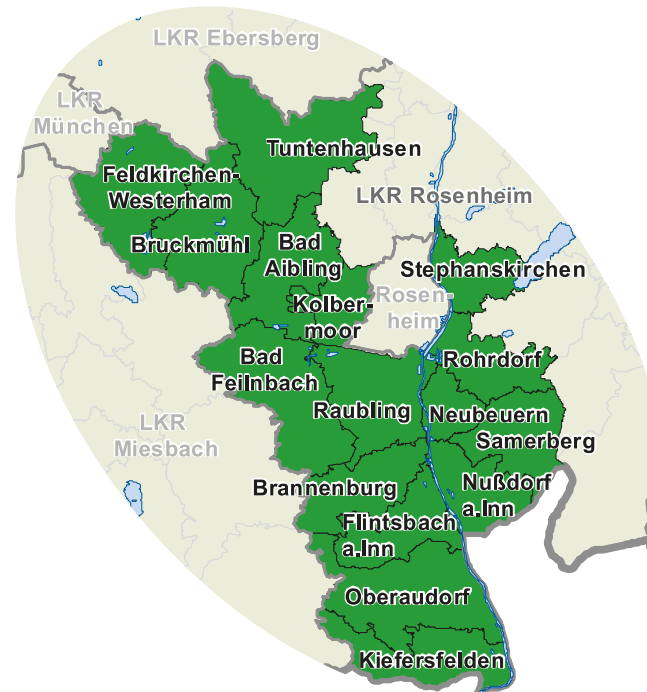 LKR Ebersberg
LKR
München
Tuntenhausen
Feldkirchen-
Westerham
LKR Rosenheim
Bruckmühl
Bad
Aibling
Stephanskirchen
Kolber-
moor
Rosen-
heim
Bad
Feilnbach
Rohrdorf
Raubling
Neubeuern
LKR
Miesbach
Samerberg
Brannenburg
Nußdorf
a.Inn
Flintsbach
a.Inn
Oberaudorf
Kiefersfelden